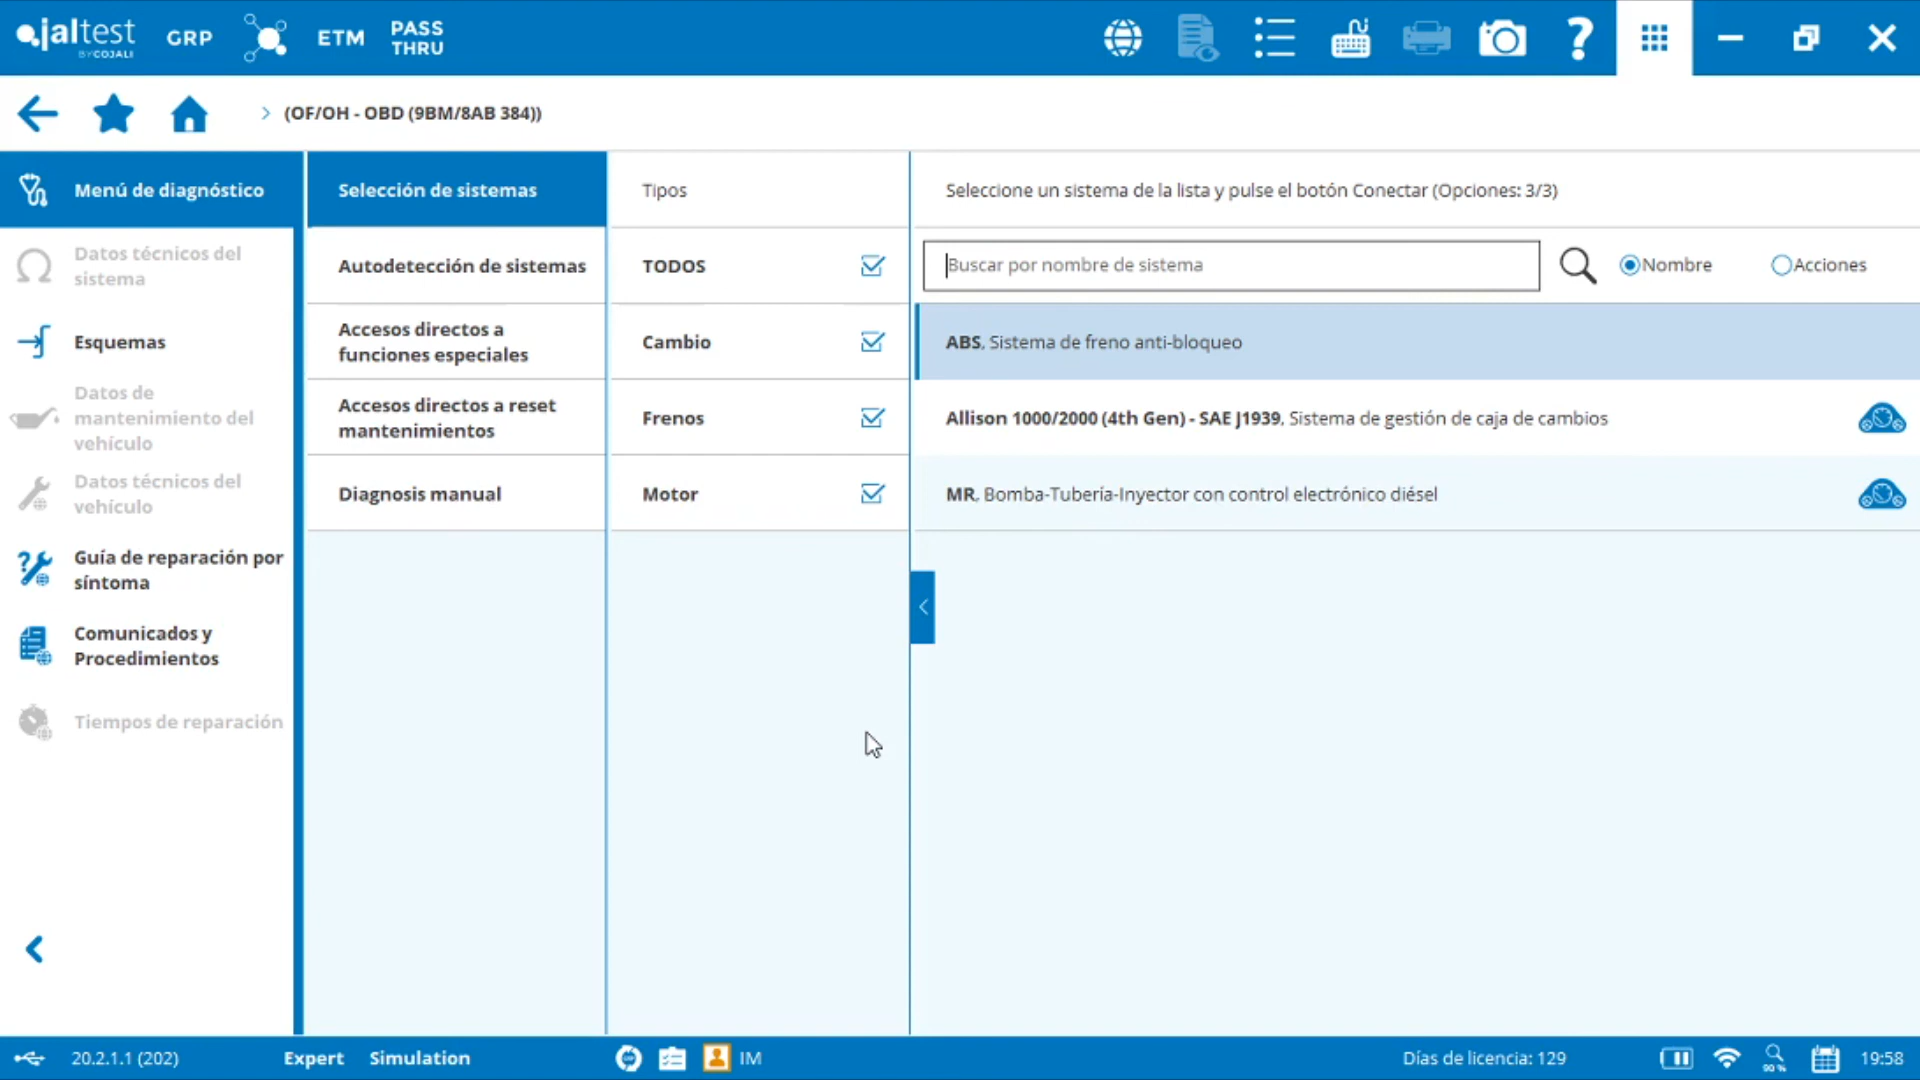 jaltest
BY COJALI
GRP
ETM
PASS
THRU
(OF/OH - OBD (9BM/8AB 384))
Menú de diagnóstico
Datos técnicos del
sistema
Esquemas
Datos de
mantenimiento del
vehículo
Datos técnicos del
vehículo
Guía de reparación por
síntoma
Comunicados y
Procedimientos
Tiempos de reparación
Selección de sistemas
Autodetección de sistemas
Accesos directos a
funciones especiales
Accesos directos a reset
mantenimientos
Diagnosis manual
Tipos
TODOS
Cambio
Frenos
Motor
Seleccione un sistema de la lista y pulse el botón Conectar (Opciones: 3/3)
Buscar por nombre de sistema
Nombre
Acciones
ABS, Sistema de freno anti-bloqueo
Allison 1000/2000 (4th Gen) - SAE J1939, Sistema de gestión de caja de cambios
MR, Bomba-Tubería-Inyector con control electrónico diésel
20.2.1.1 (202)
Expert
Simulation
IM
Días de licencia: 129
90 %
19:58